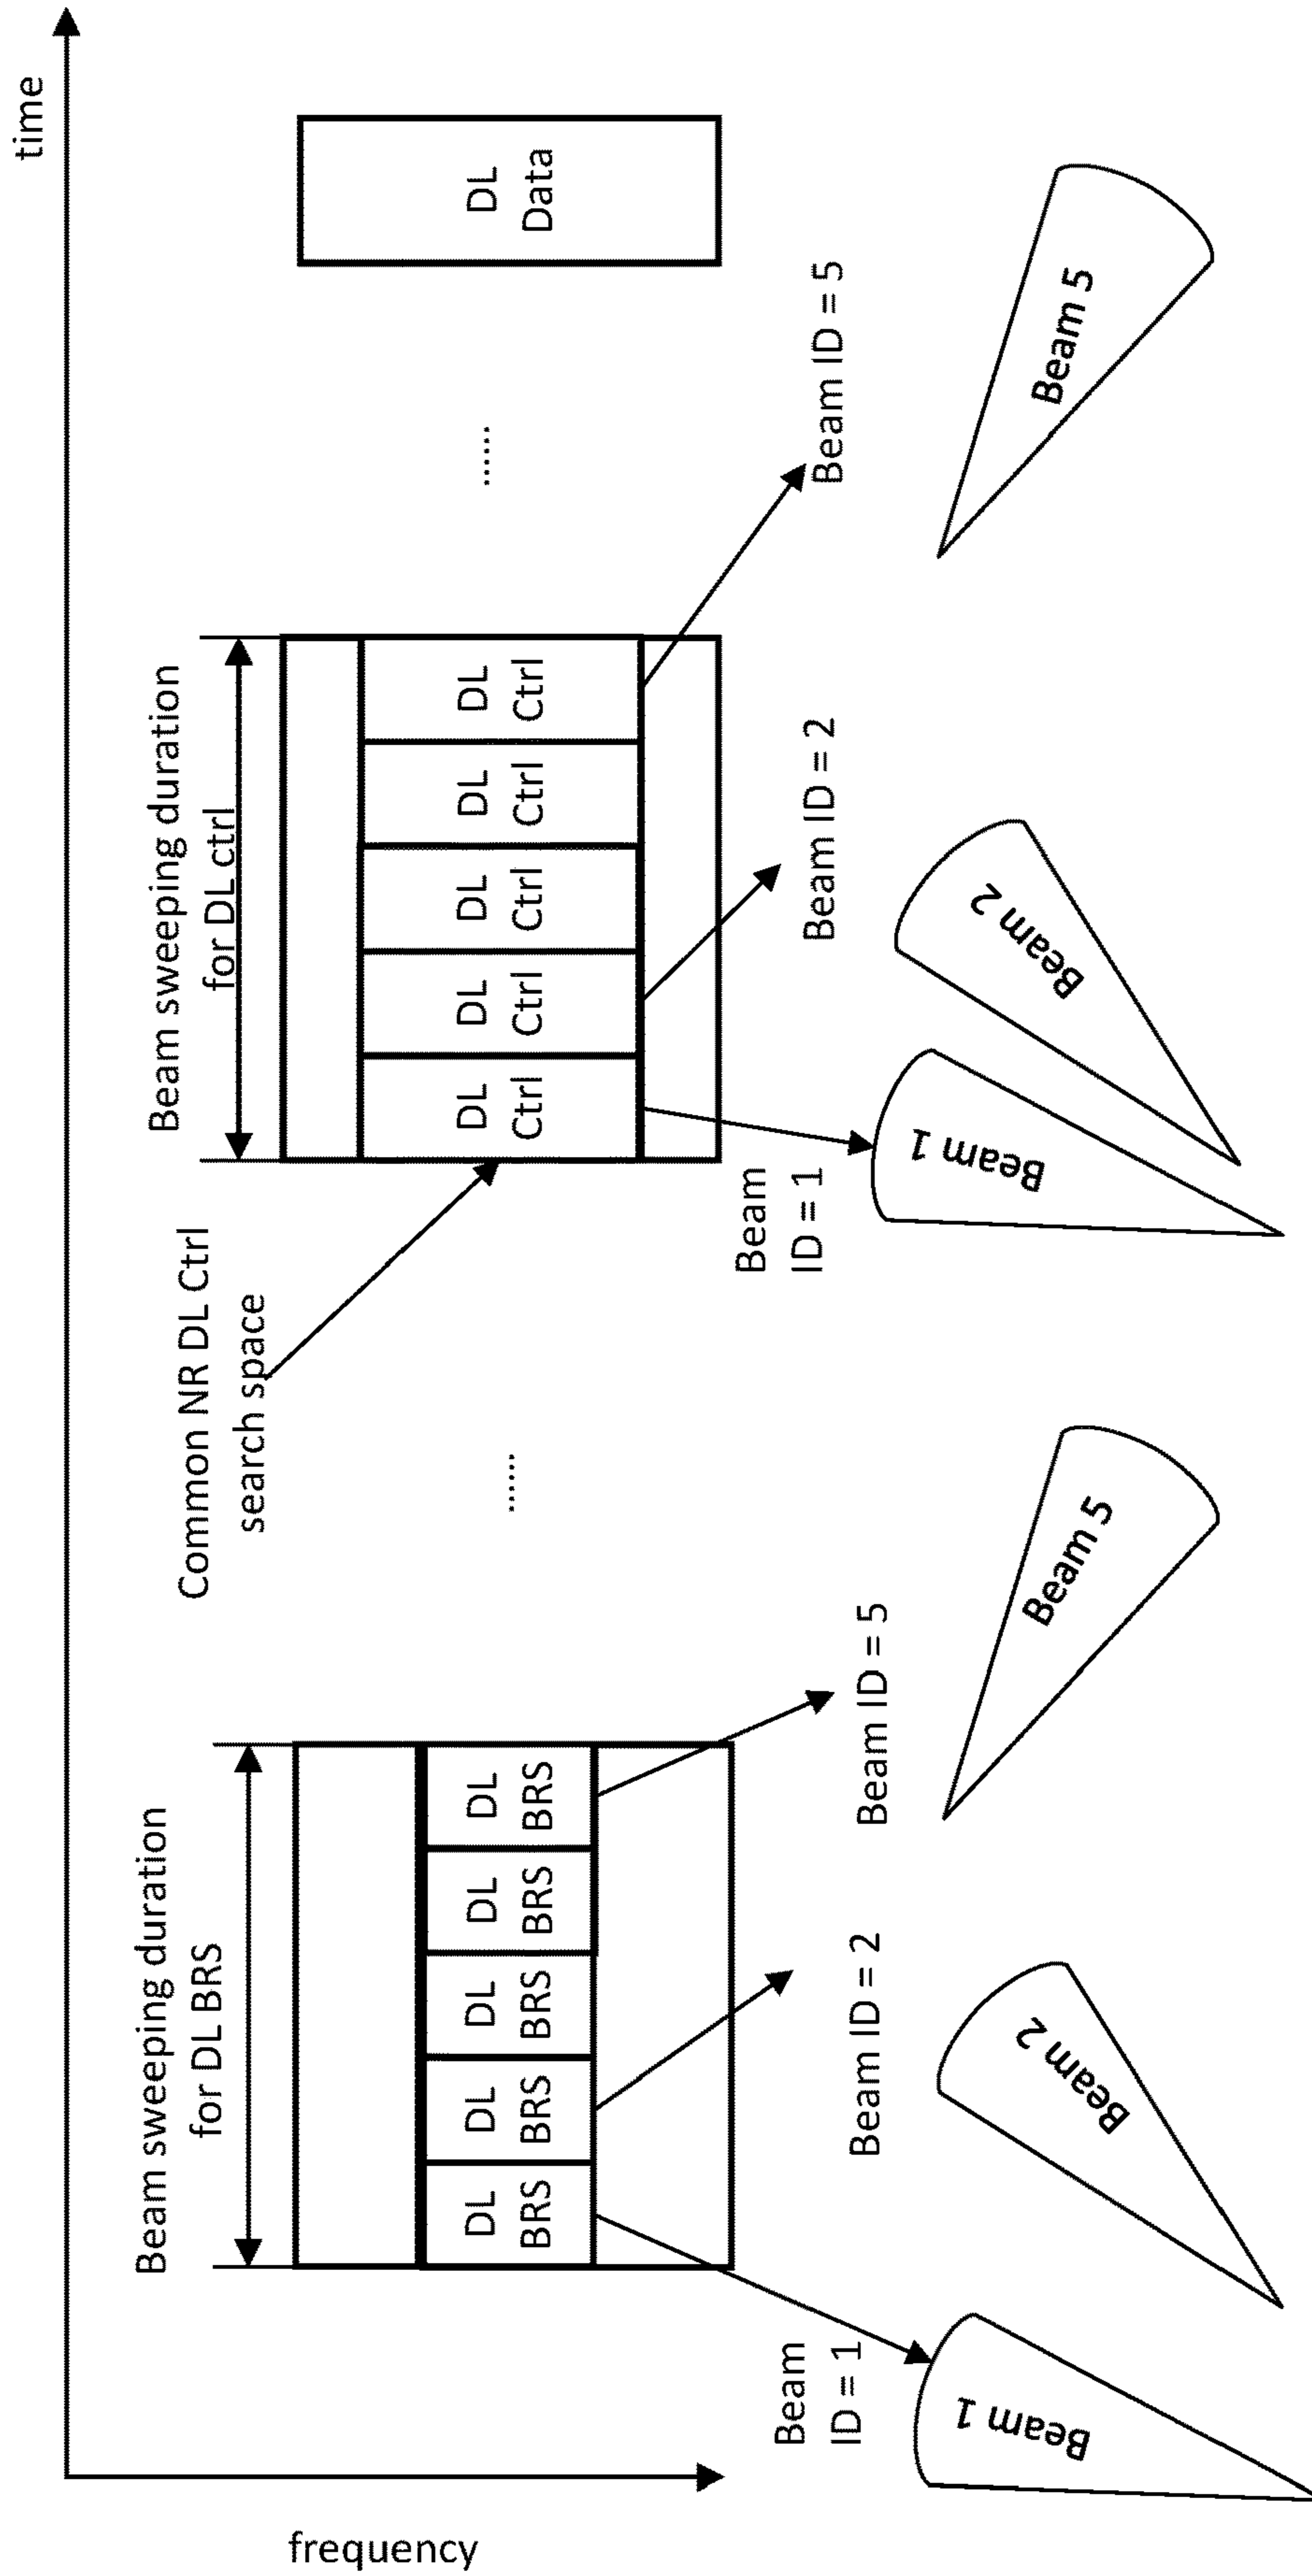 time
frequency
Beam sweeping duration
for DL BRS
DL
BRS
DL
BRS
DL
BRS
DL
BRS
DL
BRS
Beam
ID = 1
Beam ID = 2
Beam ID = 5
Beam 1
Beam 2
Beam 5
......
Common NR DL Ctrl
search space
Beam sweeping duration
for DL ctrl
DL
Ctrl
DL
Ctrl
DL
Ctrl
DL
Ctrl
DL
Ctrl
Beam
ID = 1
Beam ID = 2
Beam ID = 5
Beam 1
Beam 2
Beam 5
......
DL
Data